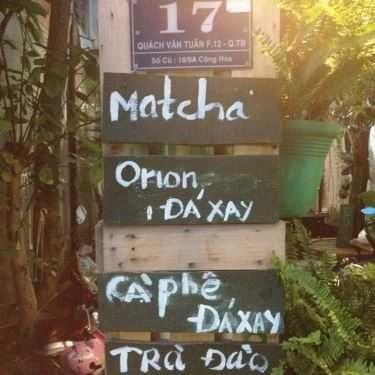 17
QUÁCH VĂN TUẤN F.12 - Q.TB
Số Cũ : 18/9A Cộng Hòa
Matcha
Orion,
ĐÁ XAY
CÀ phê
ĐÁ XAY
TRÀ ĐÀO